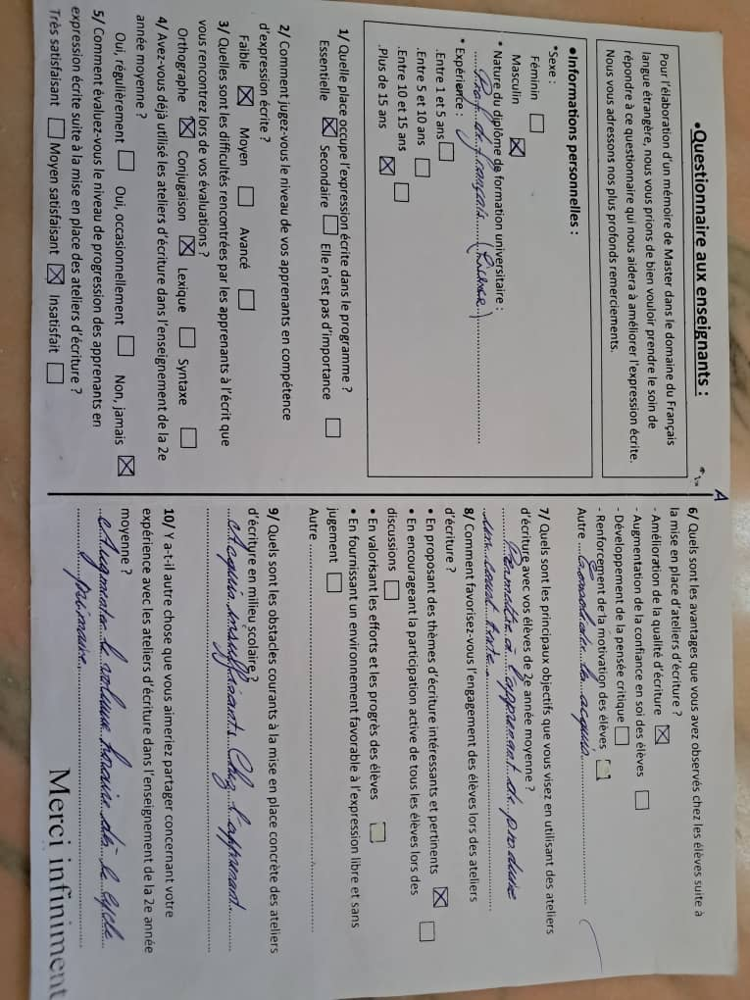 •Questionnaire aux enseignants :
Pour l'élaboration d'un mémoire de Master dans le domaine du Français
langue étrangère, nous vous prions de bien vouloir prendre le soin de
répondre à ce questionnaire qui nous aidera à améliorer l'expression écrite.
Nous vous adressons nos plus profonds remerciements.
•Informations personnelles :
*Sexe :
Féminin ☐
Masculin ☒
* Nature du diplôme de formation universitaire :
Prof de français (Licence)
* Expérience :
.Entre 1 et 5 ans ☐
.Entre 5 et 10 ans ☐
.Entre 10 et 15 ans ☐
.Plus de 15 ans ☒
1/ Quelle place occupe l'expression écrite dans le programme ?
Essentielle ☒ Secondaire ☐ Elle n'est pas d'importance ☐
2/ Comment jugez-vous le niveau de vos apprenants en compétence
d'expression écrite ?
Faible ☒ Moyen ☐ Avancé ☐
3/ Quelles sont les difficultés rencontrées par les apprenants à l'écrit que
vous rencontrez lors de vos évaluations ?
Orthographe ☒ Conjugaison ☒ Lexique ☐ Syntaxe ☐
4/ Avez-vous déjà utilisé les ateliers d'écriture dans l'enseignement de la 2e
année moyenne ?
Oui, régulièrement ☐ Oui, occasionnellement ☐ Non, jamais ☒
5/ Comment évaluez-vous le niveau de progression des apprenants en
expression écrite suite à la mise en place des ateliers d'écriture ?
Très satisfaisant ☐ Moyen satisfaisant ☒ Insatisfait ☐
A
6/ Quels sont les avantages que vous avez observés chez les élèves suite à
la mise en place d'ateliers d'écriture ?
- Amélioration de la qualité d'écriture ☒
- Augmentation de la confiance en soi des élèves ☐
- Développement de la pensée critique ☐
- Renforcement de la motivation des élèves ☐
Autre Consolider les acquis.
7/ Quels sont les principaux objectifs que vous visez en utilisant des ateliers
d'écriture avec vos élèves de 2e année moyenne ?
Permettre à l'apprenant de produire
un court texte.
8/ Comment favorisez-vous l'engagement des élèves lors des ateliers
d'écriture ?
• En proposant des thèmes d'écriture intéressants et pertinents ☒
• En encourageant la participation active de tous les élèves lors des
discussions ☐
• En valorisant les efforts et les progrès des élèves ☐
• En fournissant un environnement favorable à l'expression libre et sans
jugement ☐
Autre
9/ Quels sont les obstacles courants à la mise en place concrète des ateliers
d'écriture en milieu scolaire ?
Acquis insuffisants chez l'apprenant.
10/ Y a-t-il autre chose que vous aimeriez partager concernant votre
expérience avec les ateliers d'écriture dans l'enseignement de la 2e année
moyenne ?
Augmenter le volume horaire dès le cycle
primaire.
Merci infiniment